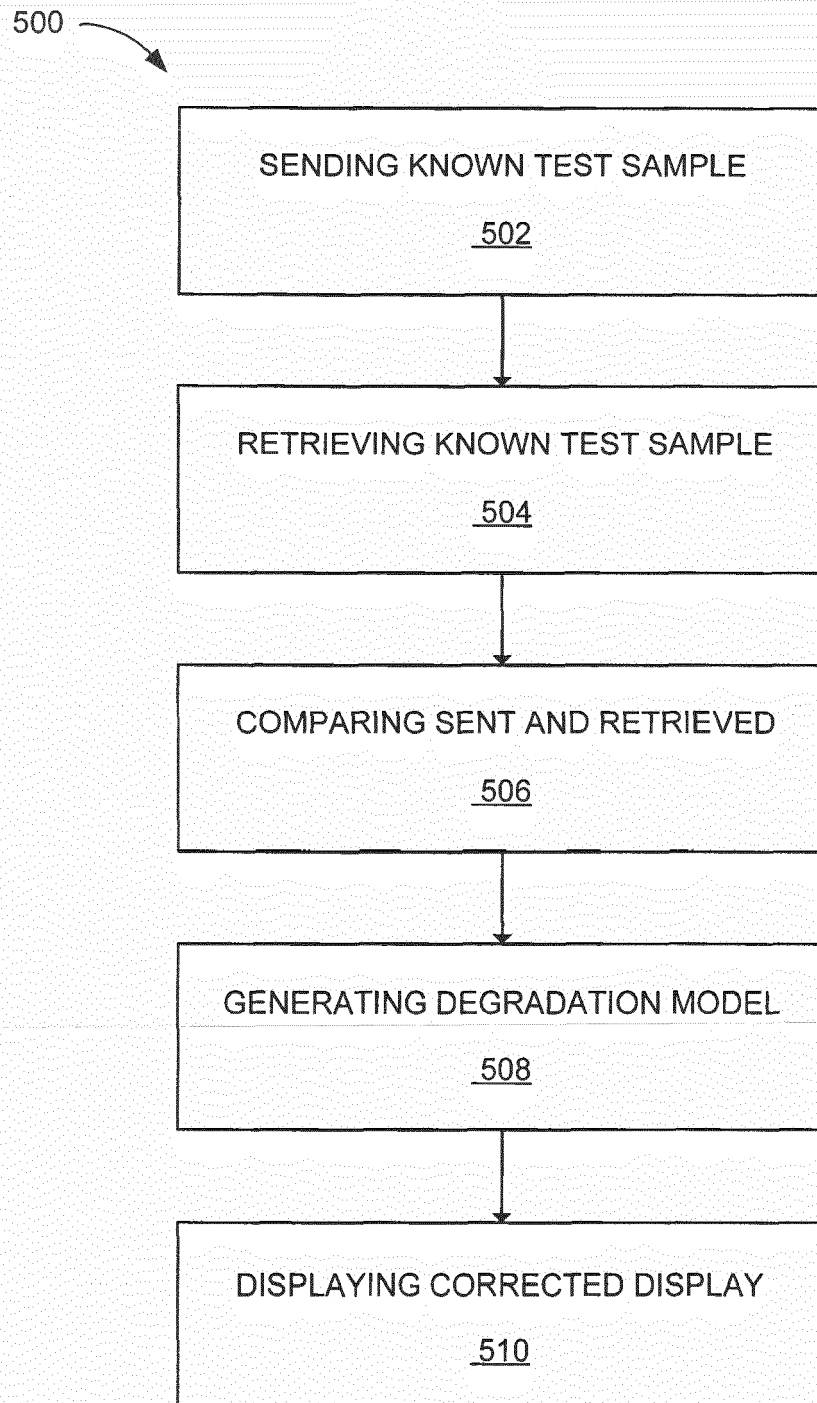 500
SENDING KNOWN TEST SAMPLE
502
RETRIEVING KNOWN TEST SAMPLE
504
COMPARING SENT AND RETRIEVED
506
GENERATING DEGRADATION MODEL
508
DISPLAYING CORRECTED DISPLAY
510